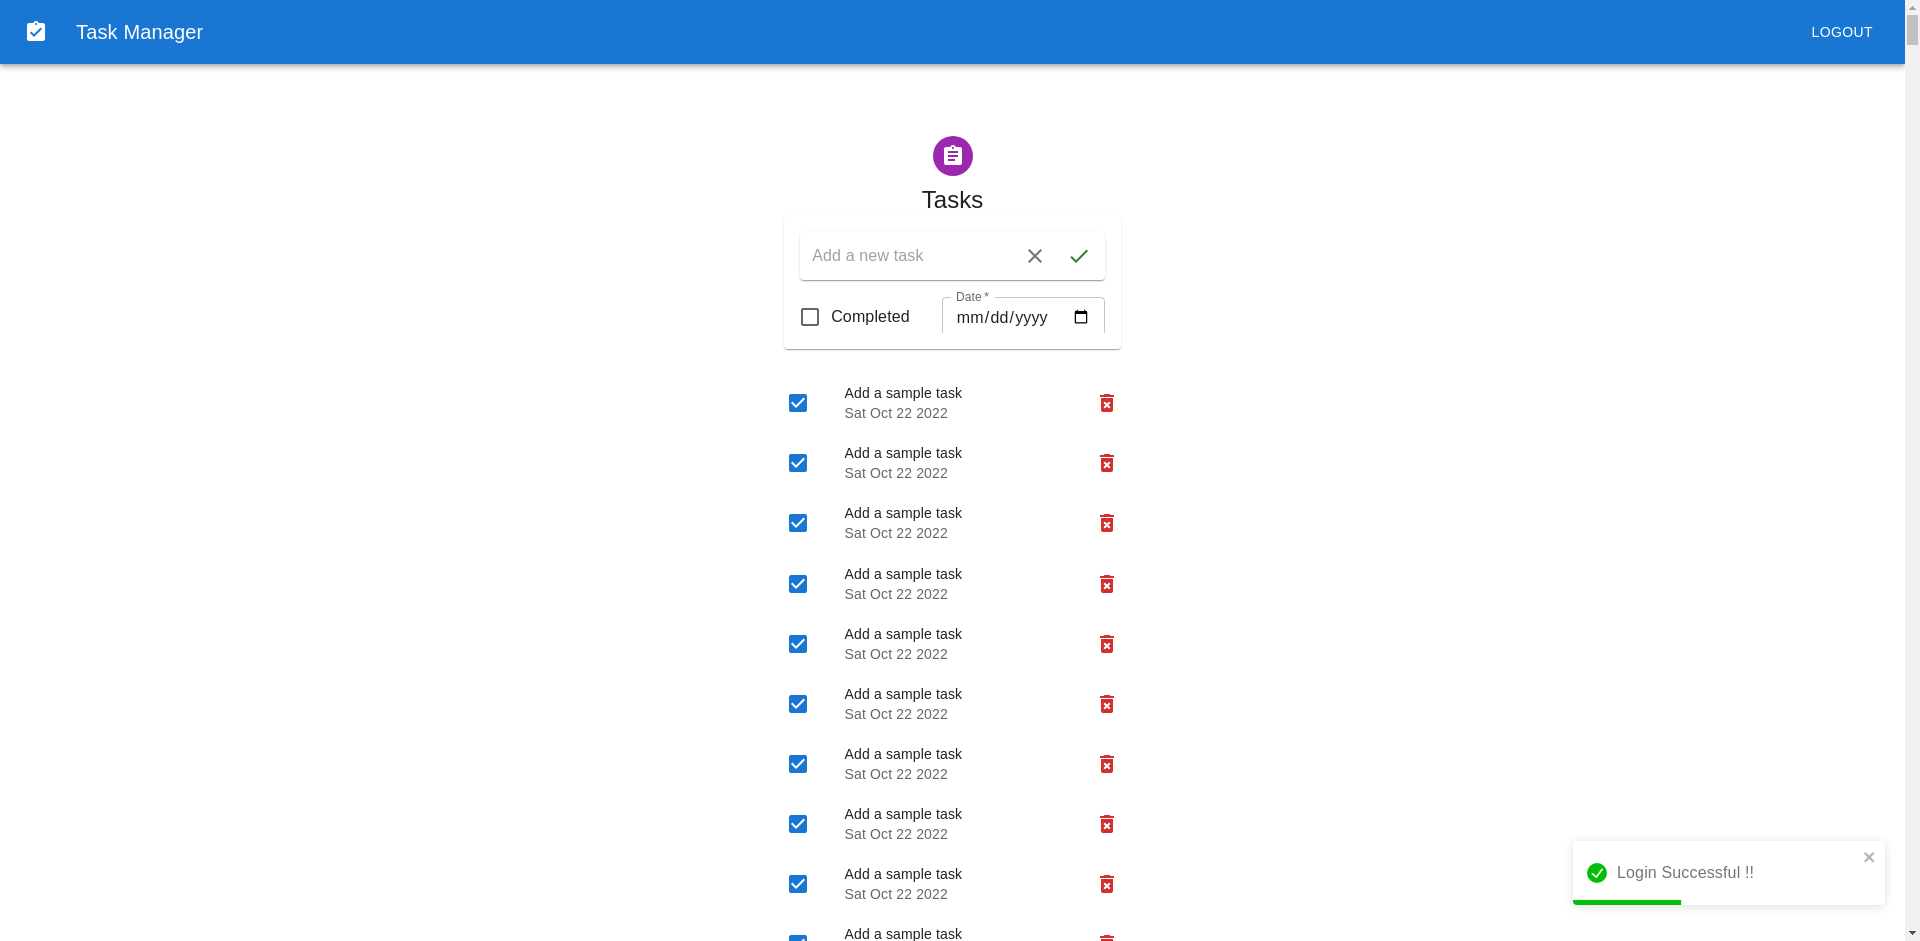 Task Manager
LOGOUT
Tasks
Add a new task
Completed
Date *
mm/dd/yyyy
Add a sample task
Sat Oct 22 2022
Add a sample task
Sat Oct 22 2022
Add a sample task
Sat Oct 22 2022
Add a sample task
Sat Oct 22 2022
Add a sample task
Sat Oct 22 2022
Add a sample task
Sat Oct 22 2022
Add a sample task
Sat Oct 22 2022
Add a sample task
Sat Oct 22 2022
Add a sample task
Sat Oct 22 2022
Add a sample task
Login Successful !!